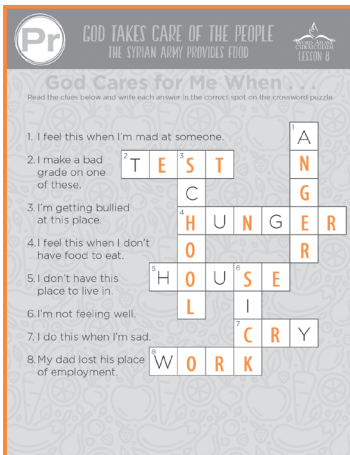 Pr
GOD TAKES CARE OF THE PEOPLE
THE SYRIAN ARMY PROVIDES FOOD
WORD ARMY
CURRICULUM
LESSON 8
God Cares for Me When . . .
Read the clues below and write each answer in the correct spot on the crossword puzzle.
1. I feel this when I'm mad at someone.
2. I make a bad
grade on one
of these.
3. I'm getting bullied
at this place.
4. I feel this when I don't
have food to eat.
5. I don't have this
place to live in.
6. I'm not feeling well.
7. I do this when I'm sad.
8. My dad lost his place
of employment.
1 A
2 T E 3 S T N
C G
4 H U N G E R
O R
5 H O U 6 S E
L I
7 C R Y
8 W O R K